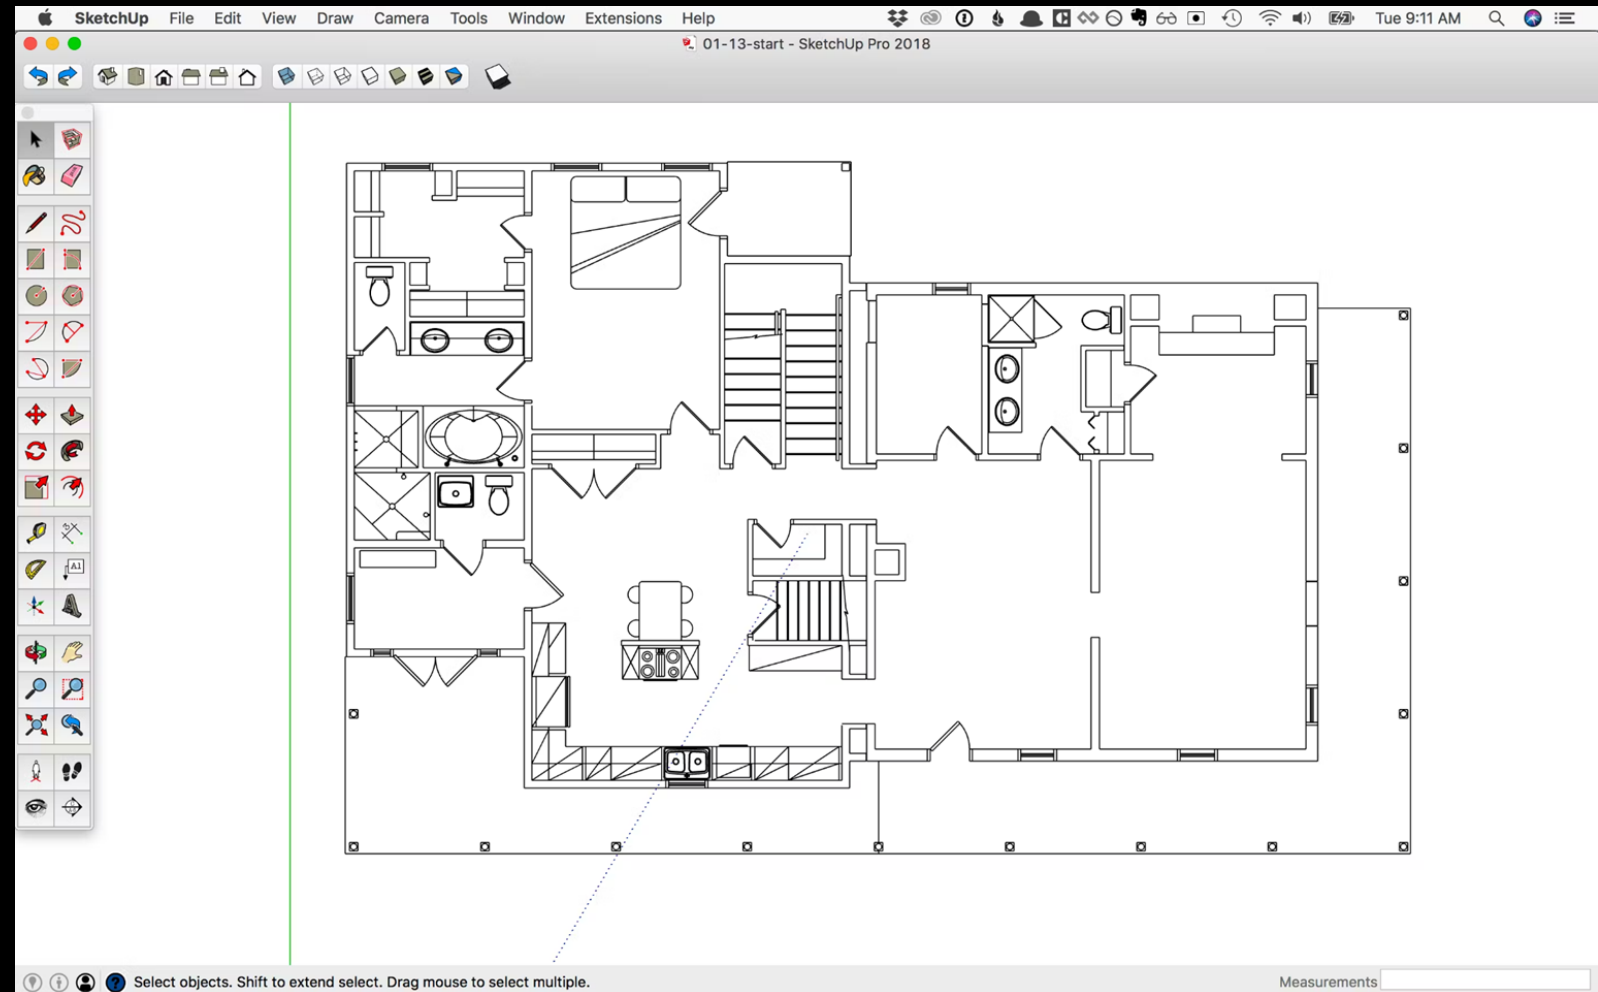 SketchUp File Edit View Draw Camera Tools Window Extensions Help Tue 9:11 AM
01-13-start - SketchUp Pro 2018
A1
Select objects. Shift to extend select. Drag mouse to select multiple. Measurements